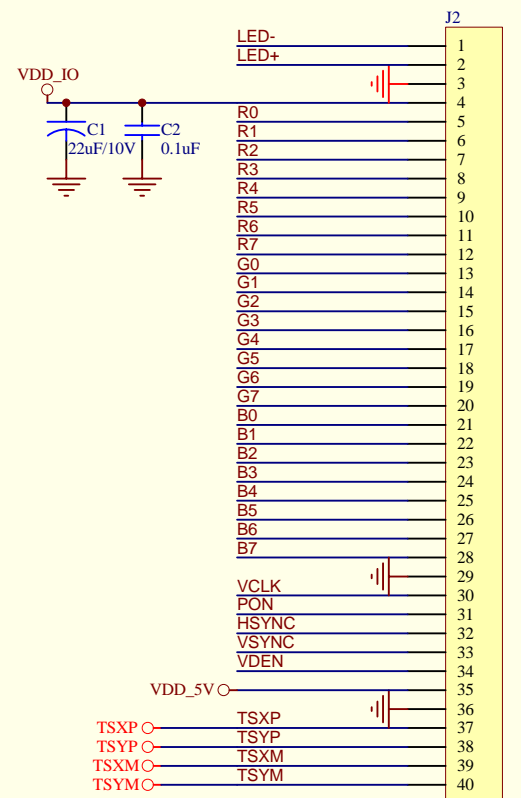 J2
LED- 1
LED+ 2
3
VDD_IO 4
C1
22uF/10V
C2
0.1uF
R0 5
R1 6
R2 7
R3 8
R4 9
R5 10
R6 11
R7 12
G0 13
G1 14
G2 15
G3 16
G4 17
G5 18
G6 19
G7 20
B0 21
B1 22
B2 23
B3 24
B4 25
B5 26
B6 27
B7 28
29
VCLK 30
PON 31
HSYNC 32
VSYNC 33
VDEN 34
VDD_5V 35
36
TSXP TSXP 37
TSYP TSYP 38
TSXM TSXM 39
TSYM TSYM 40